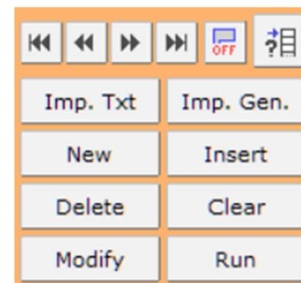 OFF ?
Imp. Txt Imp. Gen.
New Insert
Delete Clear
Modify Run